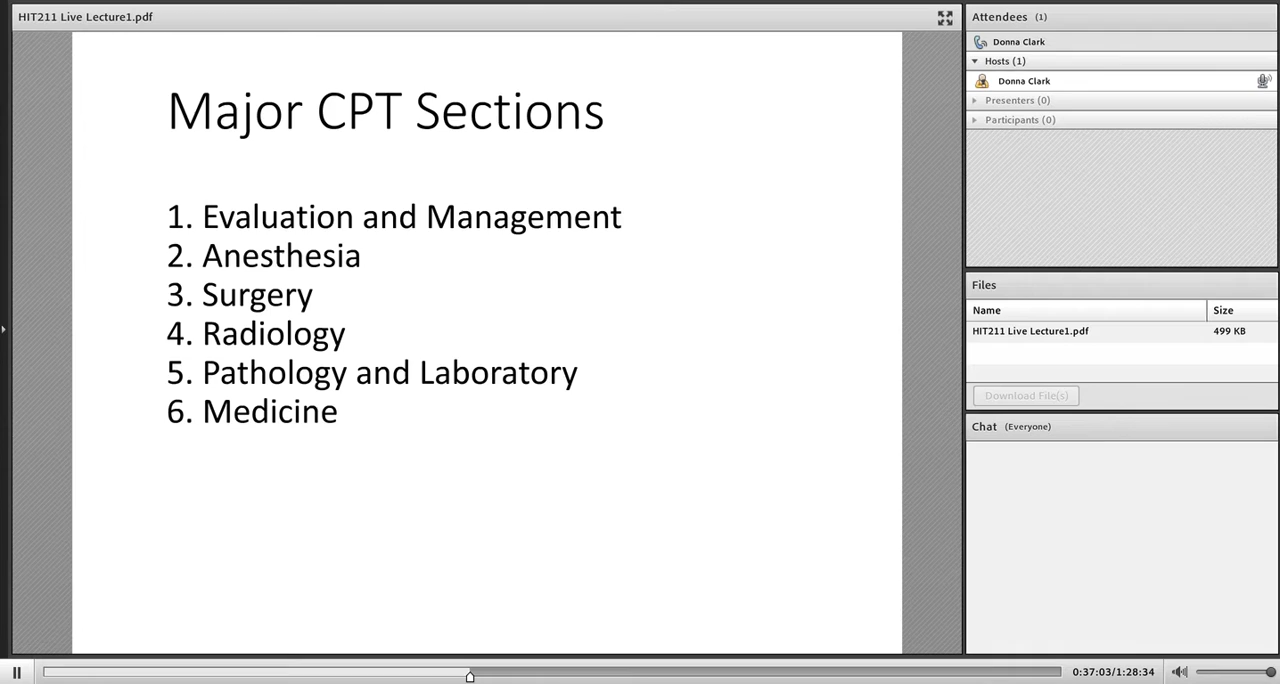 HIT211 Live Lecture1.pdf
Major CPT Sections
1. Evaluation and Management
2. Anesthesia
3. Surgery
4. Radiology
5. Pathology and Laboratory
6. Medicine
Attendees (1)
Donna Clark
Hosts (1)
Donna Clark
Presenters (0)
Participants (0)
Files
Name Size
HIT211 Live Lecture1.pdf 499 KB
Download File(s)
Chat (Everyone)
0:37:03/1:28:34